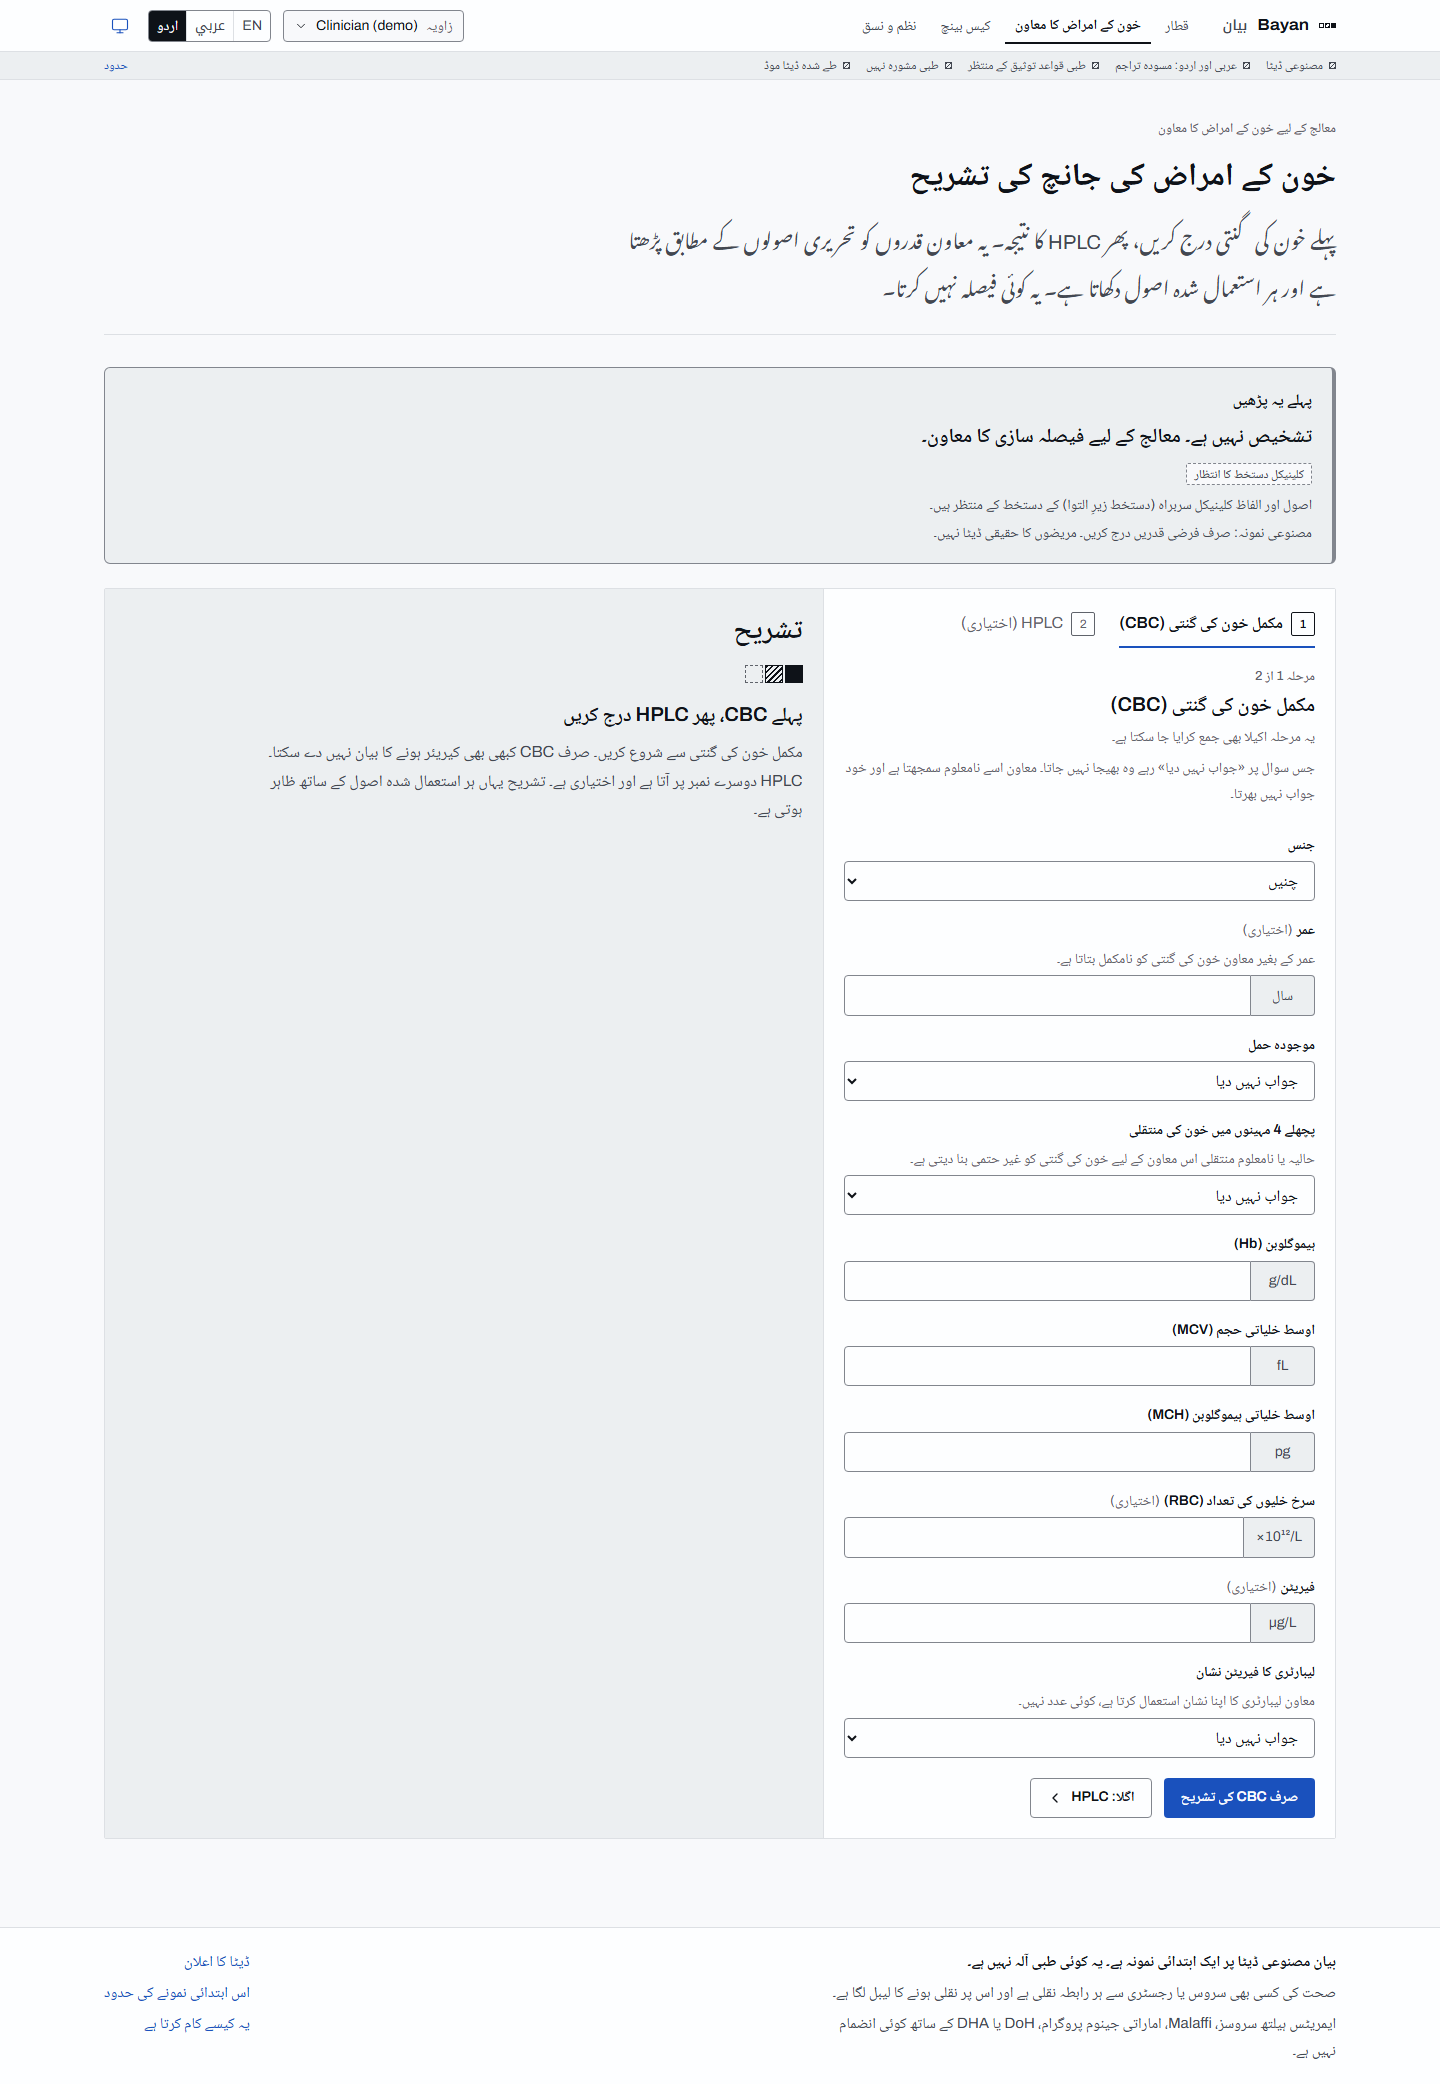 Bayan بیان
قطار
خون کے امراض کا معاون
کیس بینچ
نظم و نسق
زاویہ Clinician (demo)
EN
عربي
اردو
مصنوعی ڈیٹا
عربی اور اردو: مسودہ تراجم
طبی قواعد توثیق کے منتظر
طبی مشورہ نہیں
طے شدہ ڈیٹا موڈ
حدود
معالج کے لیے خون کے امراض کا معاون
خون کے امراض کی جانچ کی تشریح
پہلے خون کی گنتی درج کریں، پھر HPLC کا نتیجہ۔ یہ معاون قدروں کو تحریری اصولوں کے مطابق پڑھتا
ہے اور ہر استعمال شدہ اصول دکھاتا ہے۔ یہ کوئی فیصلہ نہیں کرتا۔
پہلے یہ پڑھیں
تشخیص نہیں ہے۔ معالج کے لیے فیصلہ سازی کا معاون۔
کلینیکل دستخط کا انتظار
اصول اور الفاظ کلینیکل سربراہ (دستخط زیرِ التوا) کے دستخط کے منتظر ہیں۔
مصنوعی نمونہ: صرف فرضی قدریں درج کریں۔ مریضوں کا حقیقی ڈیٹا نہیں۔
1 مکمل خون کی گنتی (CBC)
2 HPLC (اختیاری)
مرحلہ 1 از 2
مکمل خون کی گنتی (CBC)
یہ مرحلہ اکیلا بھی جمع کرایا جا سکتا ہے۔
جس سوال پر «جواب نہیں دیا» رہے وہ بھیجا نہیں جاتا۔ معاون اسے نامعلوم سمجھتا ہے اور خود
جواب نہیں بھرتا۔
جنس
چنیں
عمر (اختیاری)
عمر کے بغیر معاون خون کی گنتی کو نامکمل بتاتا ہے۔
سال
موجودہ حمل
جواب نہیں دیا
پچھلے 4 مہینوں میں خون کی منتقلی
حالیہ یا نامعلوم منتقلی اس معاون کے لیے خون کی گنتی کو غیر حتمی بنا دیتی ہے۔
جواب نہیں دیا
ہیموگلوبن (Hb)
g/dL
اوسط خلیاتی حجم (MCV)
fL
اوسط خلیاتی ہیموگلوبن (MCH)
pg
سرخ خلیوں کی تعداد (RBC) (اختیاری)
×10¹²/L
فیریٹن (اختیاری)
µg/L
لیبارٹری کا فیریٹن نشان
معاون لیبارٹری کا اپنا نشان استعمال کرتا ہے، کوئی عدد نہیں۔
جواب نہیں دیا
صرف CBC کی تشریح
اگلا: HPLC
تشریح
پہلے CBC، پھر HPLC درج کریں
مکمل خون کی گنتی سے شروع کریں۔ صرف CBC کبھی بھی کیریئر ہونے کا بیان نہیں دے سکتا۔
HPLC دوسرے نمبر پر آتا ہے اور اختیاری ہے۔ تشریح یہاں ہر استعمال شدہ اصول کے ساتھ ظاہر
ہوتی ہے۔
بیان مصنوعی ڈیٹا پر ایک ابتدائی نمونہ ہے۔ یہ کوئی طبی آلہ نہیں ہے۔
صحت کی کسی بھی سروس یا رجسٹری سے ہر رابطہ نقلی ہے اور اس پر نقلی ہونے کا لیبل لگا ہے۔
ایمریٹس ہیلتھ سروسز، Malaffi، اماراتی جینوم پروگرام، DoH یا DHA کے ساتھ کوئی انضمام
نہیں ہے۔
ڈیٹا کا اعلان
اس ابتدائی نمونے کی حدود
یہ کیسے کام کرتا ہے